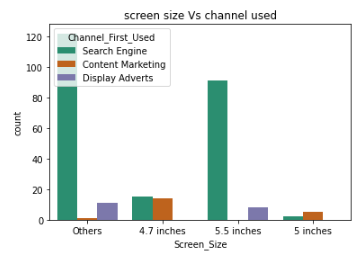 screen size Vs channel used
Channel_First_Used
Search Engine
Content Marketing
Display Adverts
count
120
100
80
60
40
20
0
Others 4.7 inches 5.5 inches 5 inches
Screen_Size